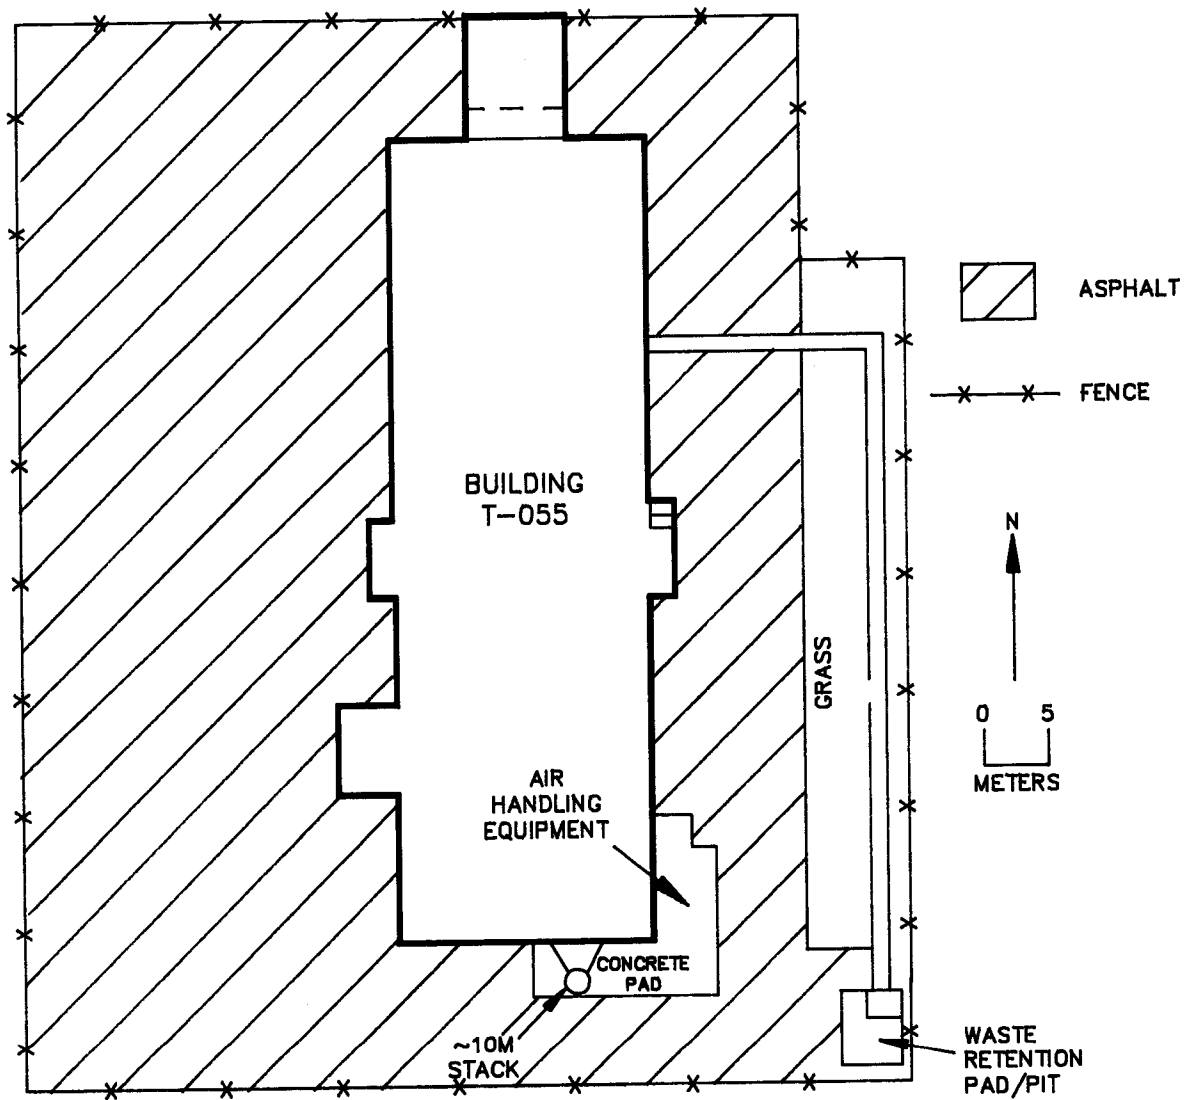 ASPHALT
FENCE
BUILDING
T-055
N
GRASS
0 5
METERS
AIR
HANDLING
EQUIPMENT
CONCRETE
PAD
~10M
STACK
WASTE
RETENTION
PAD/PIT